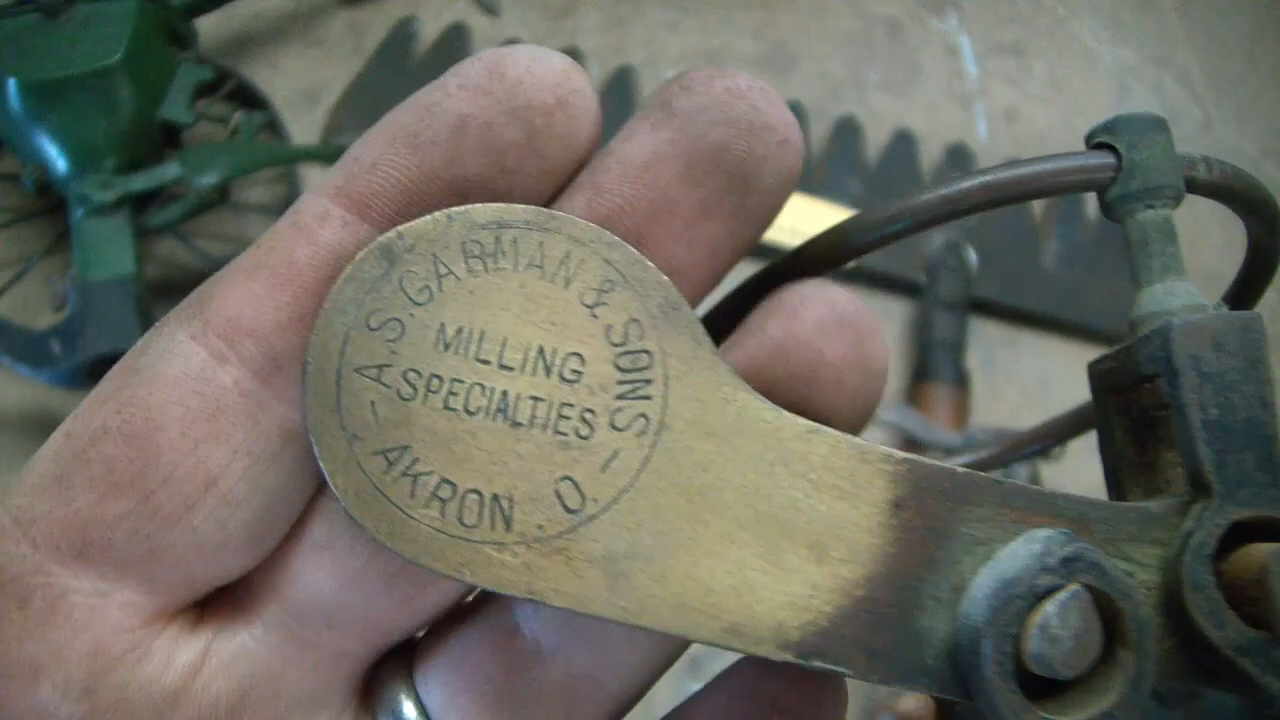 A.S. GARMAN & SONS
MILLING
SPECIALTIES
- AKRON. O. -